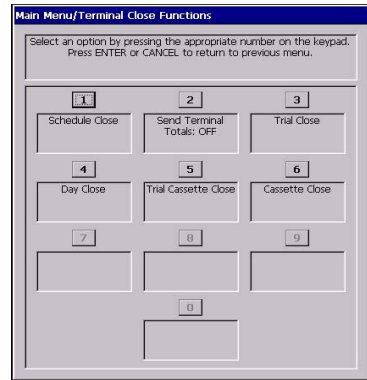 Main Menu/Terminal Close Functions
Select an option by pressing the appropriate number on the keypad.
Press ENTER or CANCEL to return to previous menu.
1 2 3
Schedule Close Send Terminal Totals: OFF Trial Close
4 5 6
Day Close Trial Cassette Close Cassette Close
7 8 9
0